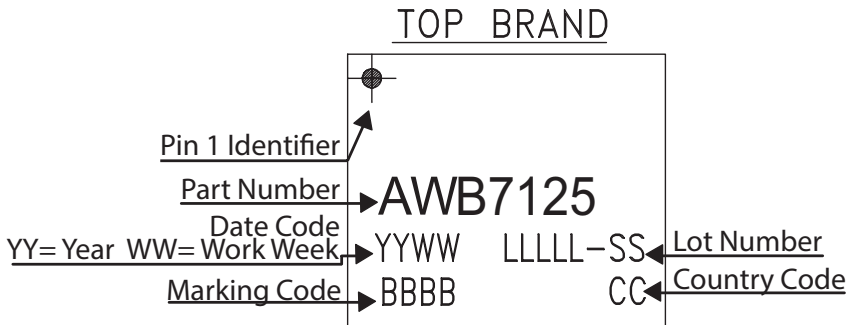 TOP BRAND
Pin 1 Identifier
Part Number AWB7125
Date Code
YY= Year WW= Work Week YYWW LLLLL-SS Lot Number
Marking Code BBBB CC Country Code